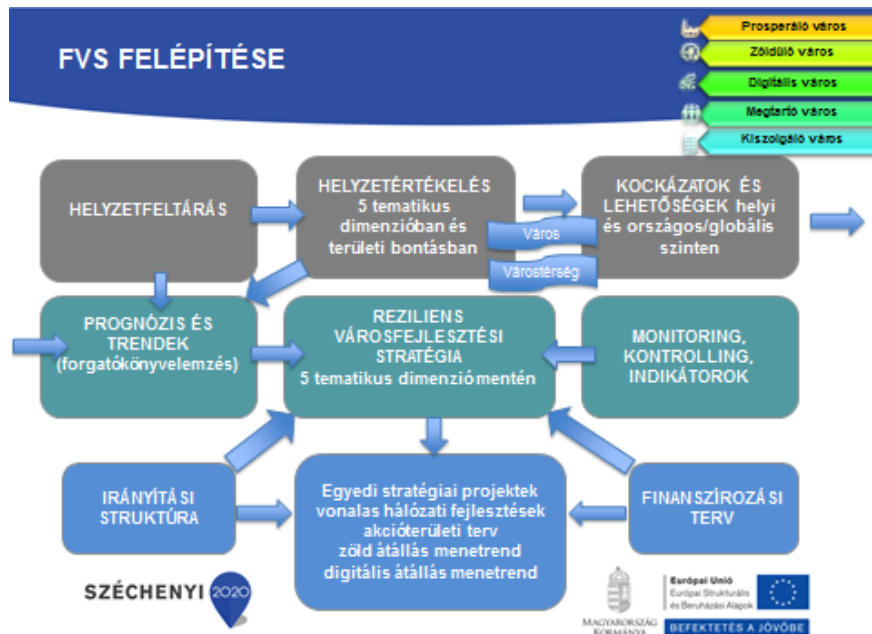 FVS FELÉPÍTÉSE
Prosperáló város
Zöldülő város
Digitális város
Megtartó város
Kiszolgáló város
HELYZETFELTÁRÁS
HELYZETÉRTÉKELÉS
5 tematikus
dimenzióban és
területi bontásban
Város
Várostérség
KOCKÁZATOK ÉS
LEHETŐSÉGEK helyi
és országos/globális
szinten
PROGNÓZIS ÉS
TRENDEK
(forgatókönyvelemzés)
REZILIENS
VÁROSFEJLESZTÉSI
STRATÉGIA
5 tematikus dimziómentén
MONITORING,
KONTROLLING,
INDIKÁTOROK
IRÁNYÍTÁSI
STRUKTÚRA
Egyedi stratégiai projektek
vonalas hálózati fejlesztések
akcióterületi terv
zöld átállás menetrend
digitális átállás menetrend
FINANSZÍROZÁSI
TERV
SZÉCHENYI 2020
MAGYARORSZÁG
KORMÁNYA
Európai Unió
Európai Strukturális
és Beruházási Alapok
BEFEKTETÉS A JÖVŐBE